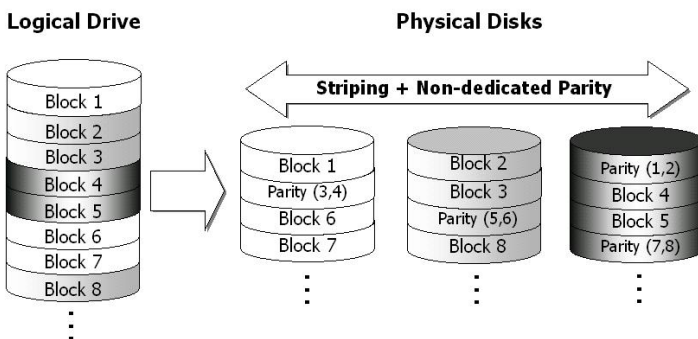 Logical Drive
Physical Disks
Striping + Non-dedicated Parity
Block 1
Block 2
Block 3
Block 4
Block 5
Block 6
Block 7
Block 8
Block 1
Parity (3,4)
Block 6
Block 7
Block 2
Block 3
Parity (5,6)
Block 8
Parity (1,2)
Block 4
Block 5
Parity (7,8)